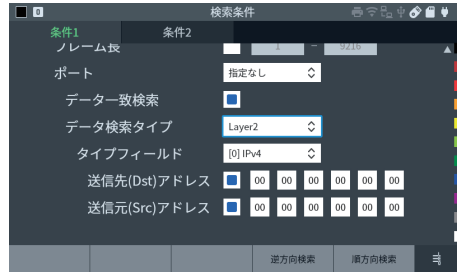 0 検索条件
条件1 条件2
フレーム長 1 - 9216
ポート 指定なし
データ一致検索
データ検索タイプ Layer2
タイプフィールド [0] IPv4
送信先(Dst)アドレス 00 00 00 00 00 00
送信元(Src)アドレス 00 00 00 00 00 00
逆方向検索 順方向検索